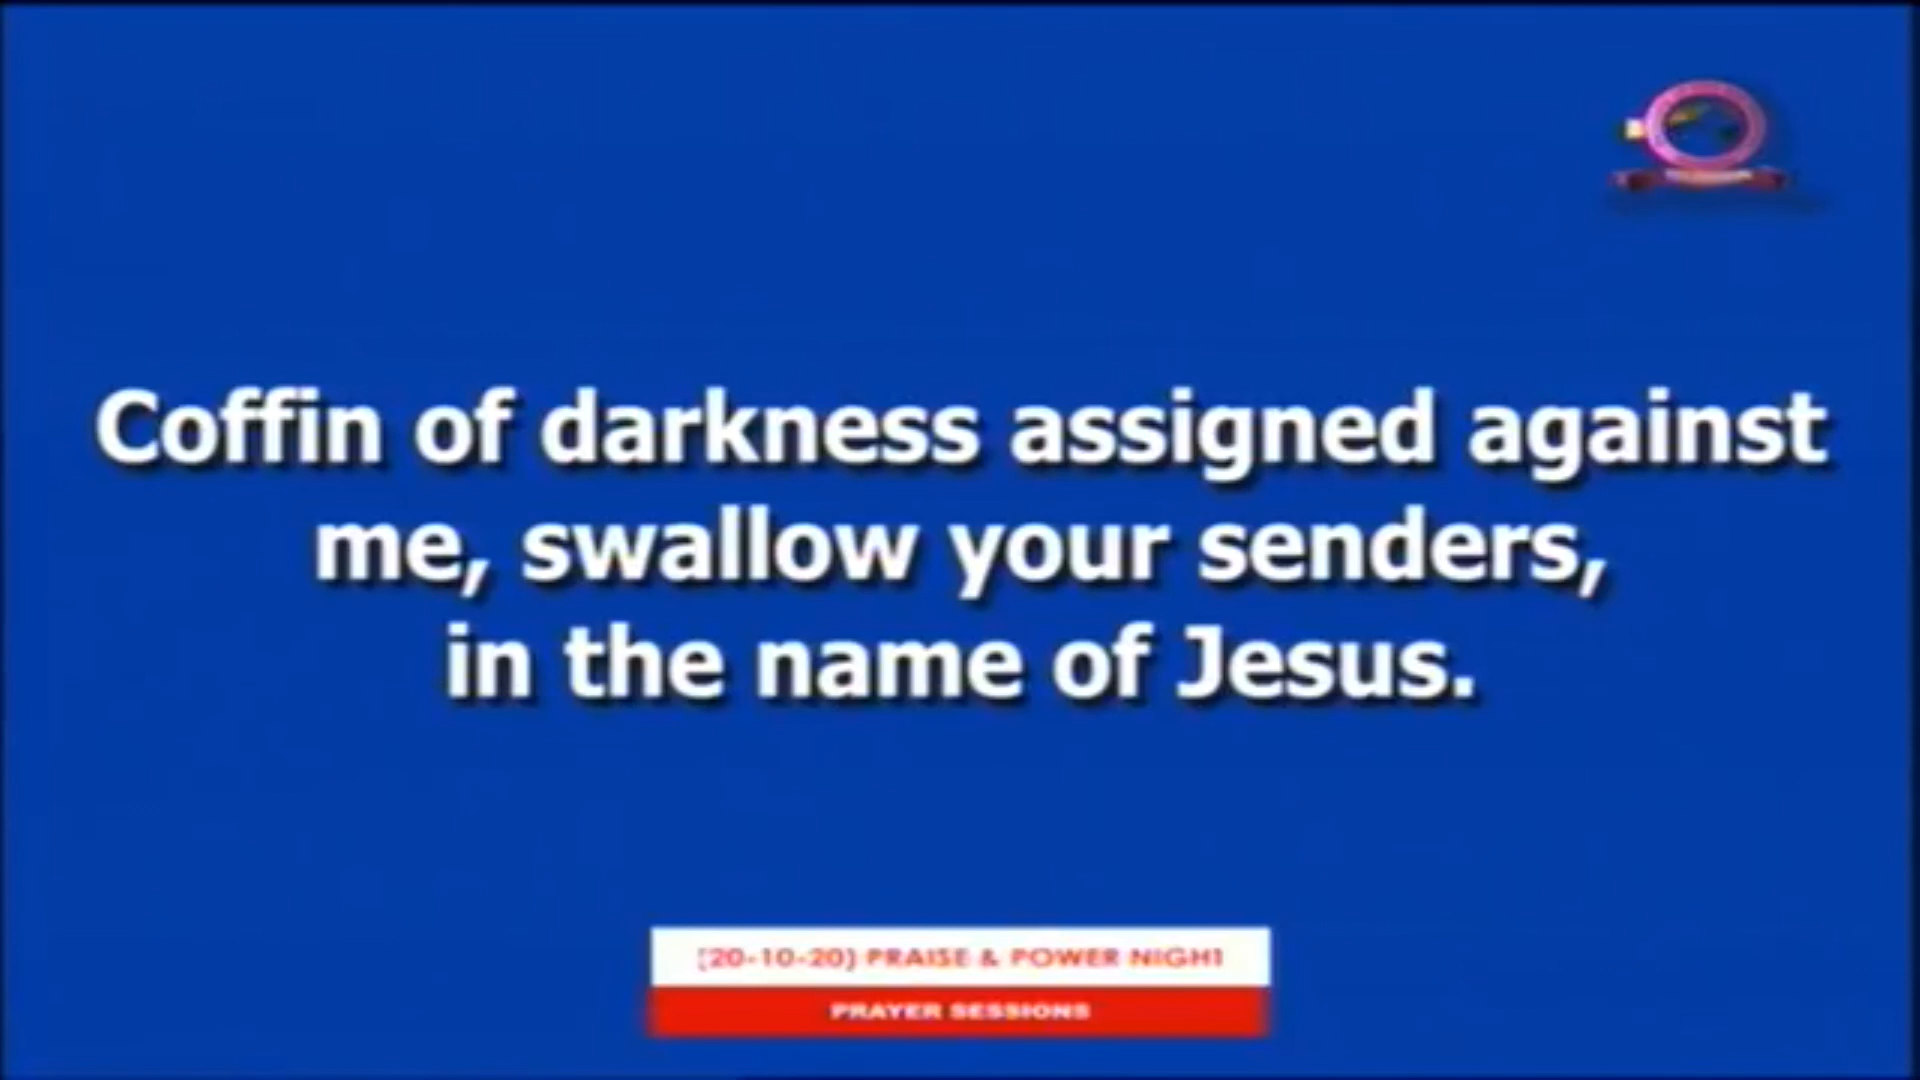 Coffin of darkness assigned against
me, swallow your senders,
in the name of Jesus.
[20-10-20) PRAISE & POWER NIGHT
PRAYER SESSIONS